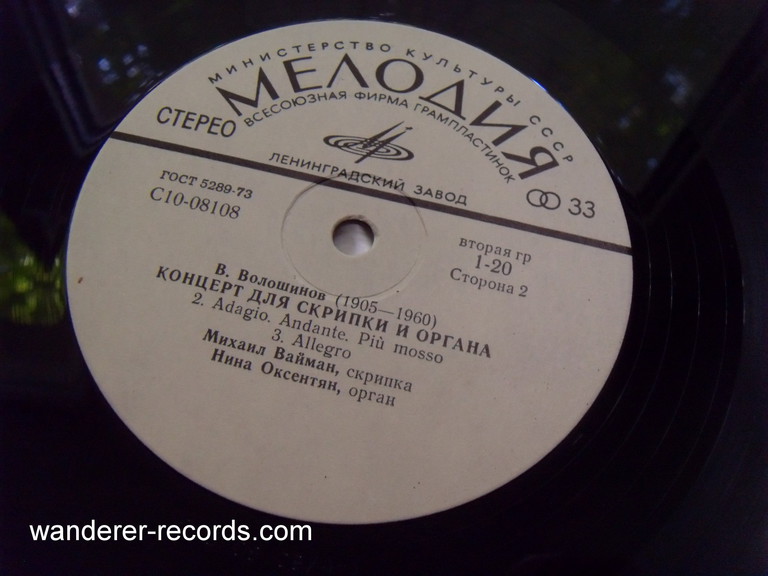 МИНИСТЕРСТВО КУЛЬТУРЫ СССР
МЕЛОДИЯ
ВСЕСОЮЗНАЯ ФИРМА ГРАМПЛАСТИНОК
СТЕРЕО
ЛЕНИНГРАДСКИЙ ЗАВОД
33
ГОСТ 5289-73
С10-08108
вторая гр
1-20
Сторона 2
В. Волошинов (1905—1960)
КОНЦЕРТ ДЛЯ СКРИПКИ И ОРГАНА
2. Adagio. Andante. Più mosso
3. Allegro
Михаил Вайман, скрипка
Нина Оксентян, орган
wanderer-records.com